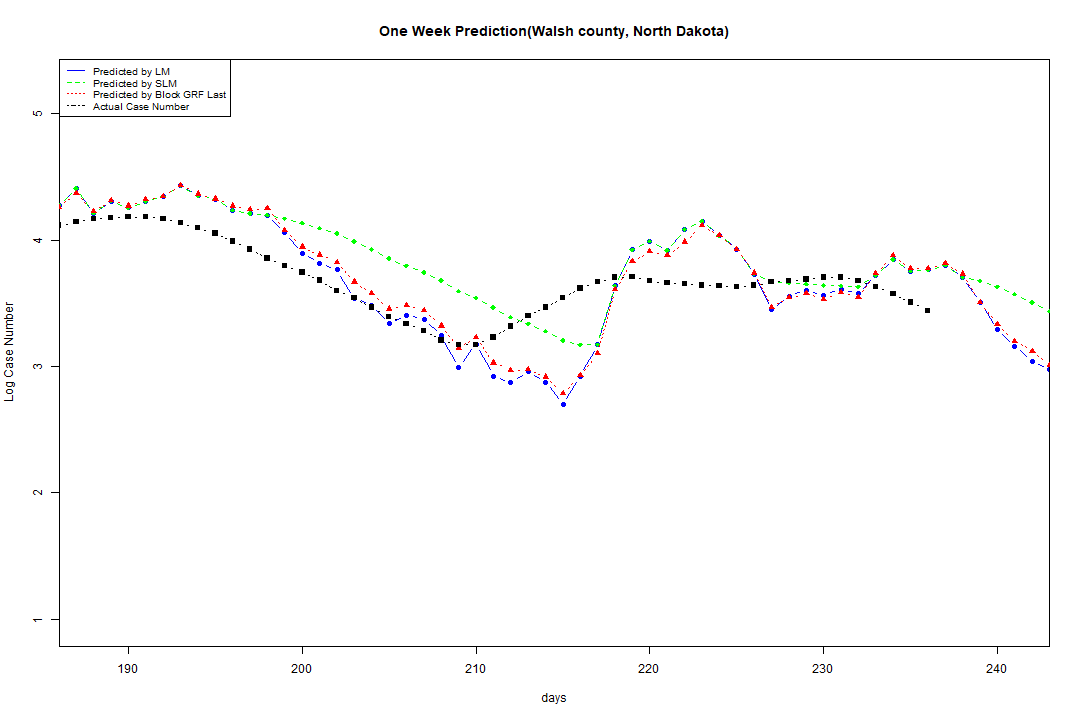 One Week Prediction(Walsh county, North Dakota)
Predicted by LM
Predicted by SLM
Predicted by Block GRF Last
Actual Case Number
5
4
3
2
1
Log Case Number
190 200 210 220 230 240
days